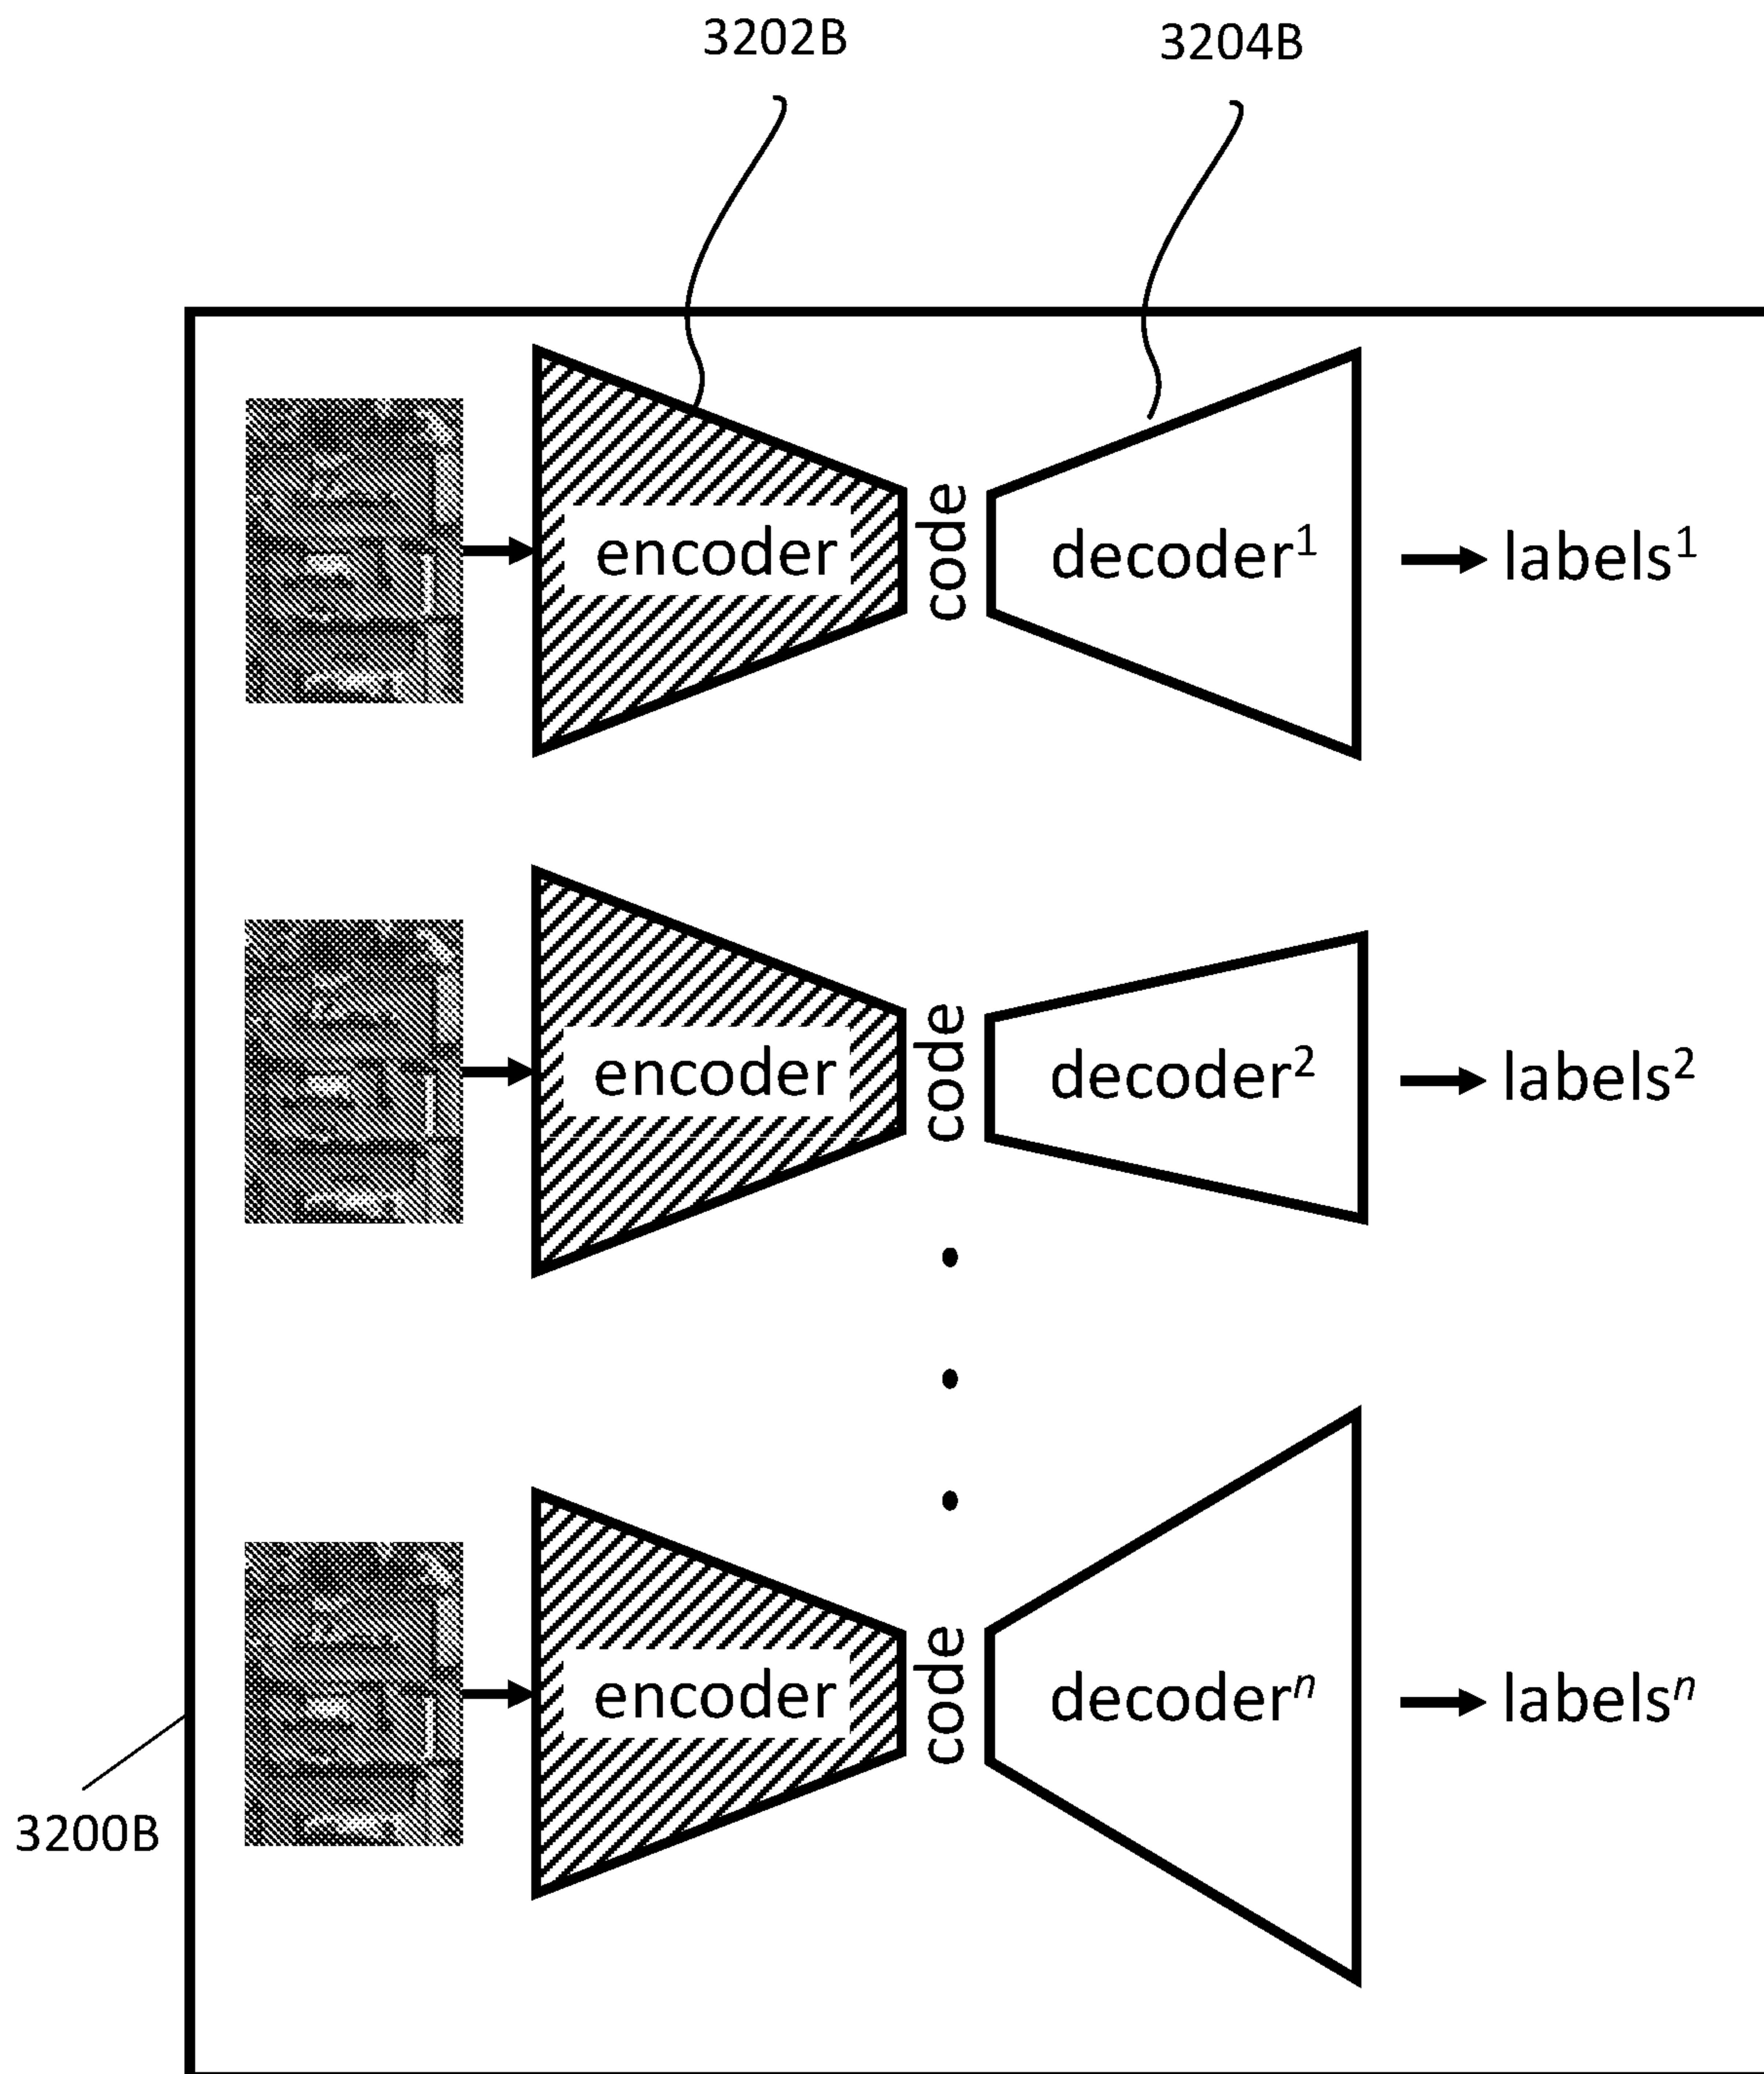 3202B
3204B
encoder
code
decoder¹
labels¹
encoder
code
decoder²
labels²
encoder
code
decoderⁿ
labelsⁿ
3200B